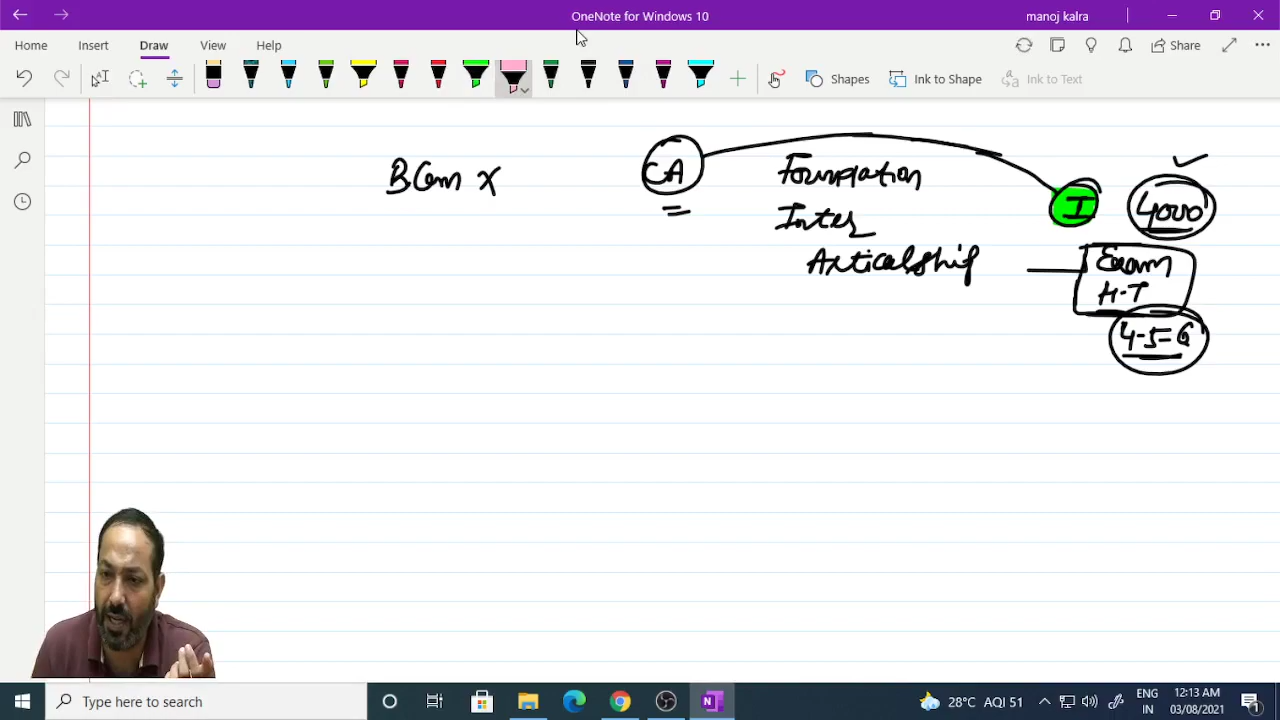 OneNote for Windows 10
manoj kalra
Home Insert Draw View Help
Share
Shapes
Ink to Shape
Ink to Text
BCom X
CA
Foundation
I
4000
Inter
Articalship
Exam
H.T
4-5=6
Type here to search
28°C AQI 51
ENG
IN
12:13 AM
03/08/2021
1